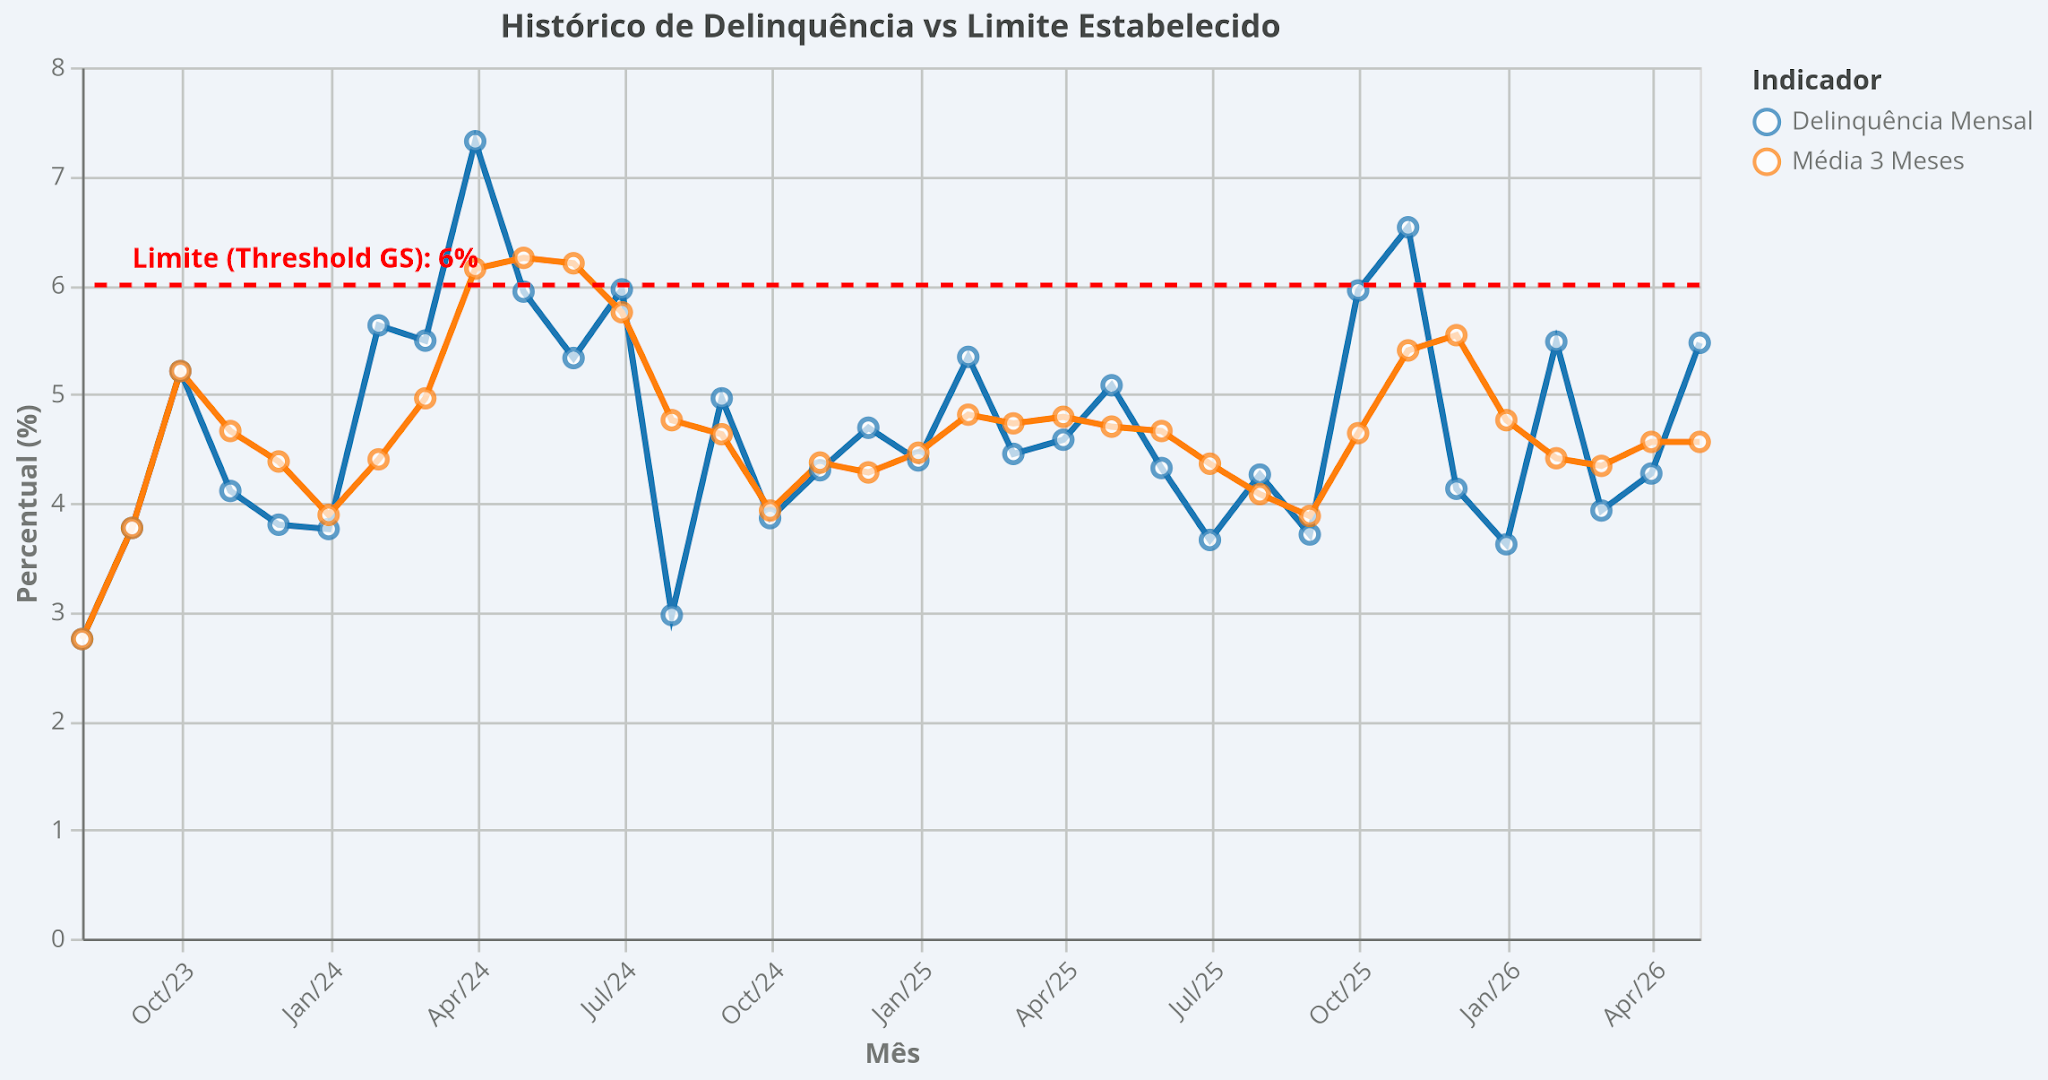 Histórico de Delinquência vs Limite Estabelecido
Indicador
Delinquência Mensal
Média 3 Meses
Limite (Threshold GS): 6%
Percentual (%)
8
7
6
5
4
3
2
1
0
Oct/23
Jan/24
Apr/24
Jul/24
Oct/24
Jan/25
Apr/25
Jul/25
Oct/25
Jan/26
Apr/26
Mês